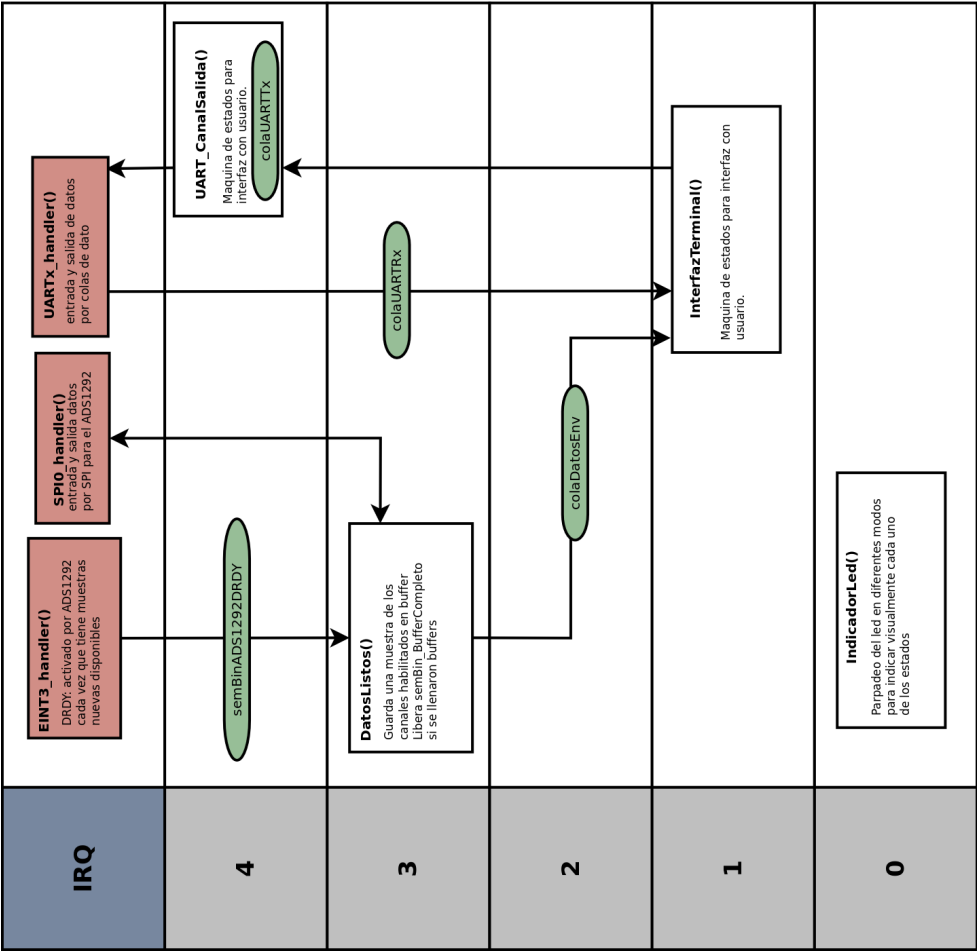 IRQ
EINT3_handler()
DRDY: activado por ADS1292
cada vez que tiene muestras
nuevas disponibles
SPI0_handler()
entrada y salida datos
por SPI para el ADS1292
UARTx_handler()
entrada y salida de datos
por colas de dato
4
semBinADS1292DRDY
UART_CanalSalida()
Maquina de estados para
interfaz con usuario.
colaUARTTx
3
DatosListos()
Guarda una muestra de los
canales habilitados en buffer
Libera semBin_BufferCompleto
si se llenaron buffers
colaUARTRx
2
colaDatosEnv
1
InterfazTerminal()
Maquina de estados para interfaz con
usuario.
0
IndicadorLed()
Parpadeo del led en diferentes modos
para indicar visualmente cada uno
de los estados